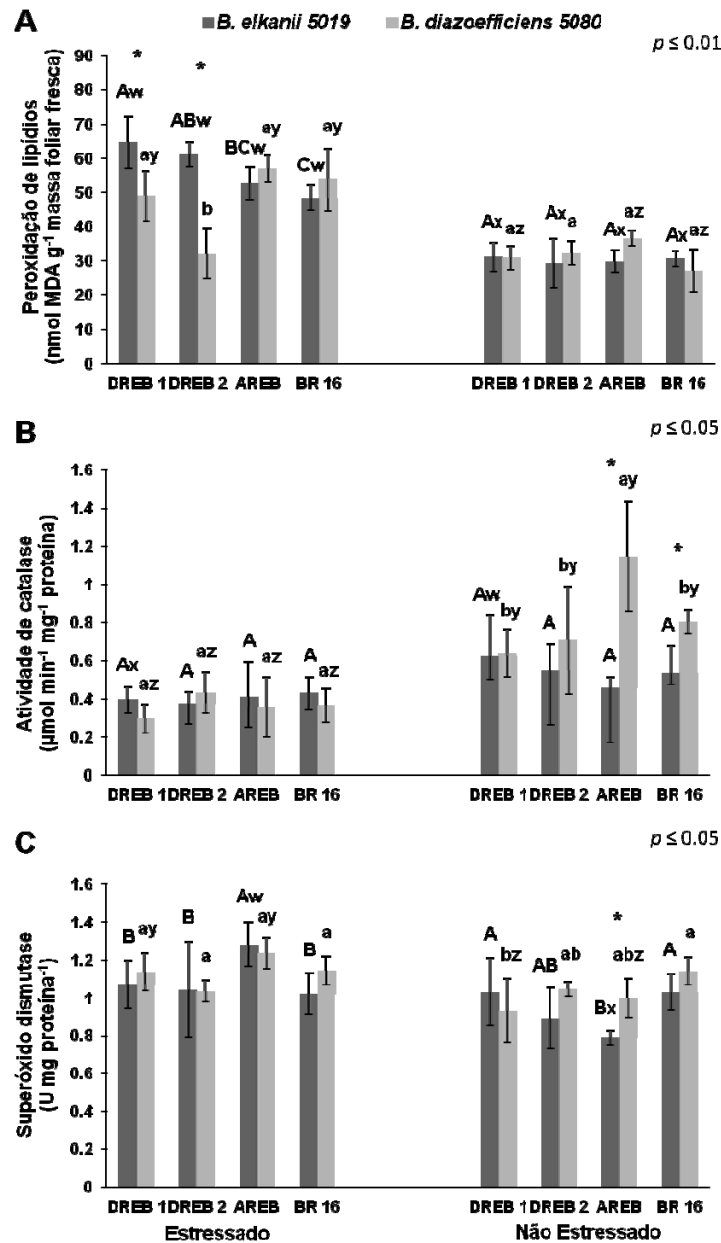 A
B. elkanii 5019 B. diazoefficiens 5080
p ≤ 0.01
Peroxidação de lipídios
(nmol MDA g⁻¹ massa foliar fresca)
90
80
70
60
50
40
30
20
10
0
* *
Aw ay ABw b BCw ay Cw ay
Ax az Ax a Ax az Ax az
DREB 1 DREB 2 AREB BR 16 DREB 1 DREB 2 AREB BR 16
B
p ≤ 0.05
Atividade de catalase
(µmol min⁻¹ mg⁻¹ proteína)
1.6
1.4
1.2
1
0.8
0.6
0.4
0.2
0
* *
Ax az A az A az A az
Aw by A by A ay A by
DREB 1 DREB 2 AREB BR 16 DREB 1 DREB 2 AREB BR 16
C
p ≤ 0.05
Superóxido dismutase
(U mg proteína⁻¹)
1.6
1.4
1.2
1
0.8
0.6
0.4
0.2
0
*
B ay B a Aw ay B a
A bz AB ab Bx abz A a
DREB 1 DREB 2 AREB BR 16 DREB 1 DREB 2 AREB BR 16
Estressado Não Estressado